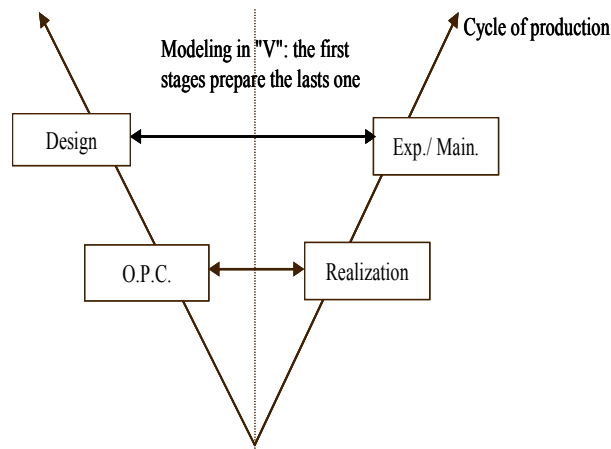 Modeling in "V": the first
stages prepare the lasts one
Cycle of production
Design
Exp./ Main.
O.P.C.
Realization